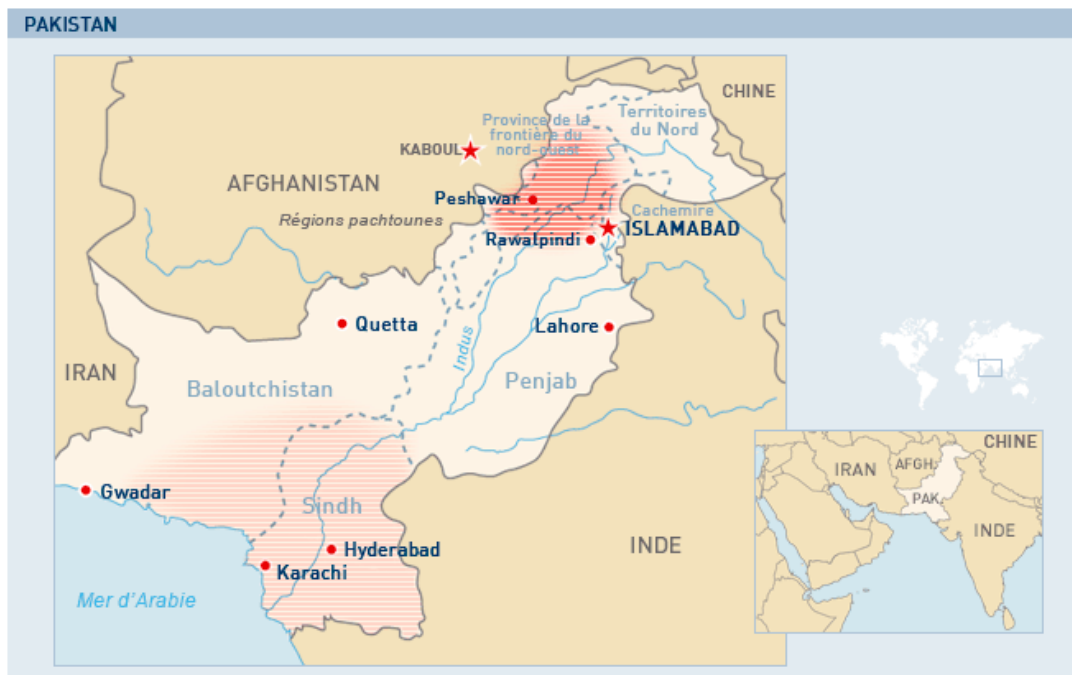 PAKISTAN
CHINE
Territoires
du Nord
Province de la
frontière du
nord-ouest
KABOUL
AFGHANISTAN
Peshawar
Régions pachtounes
Cachemire
ISLAMABAD
Rawalpindi
Quetta
Lahore
Indus
IRAN
Baloutchistan
Penjab
Gwadar
Sindh
Hyderabad
INDE
Karachi
Mer d'Arabie
CHINE
IRAN
AFGH.
PAK.
INDE